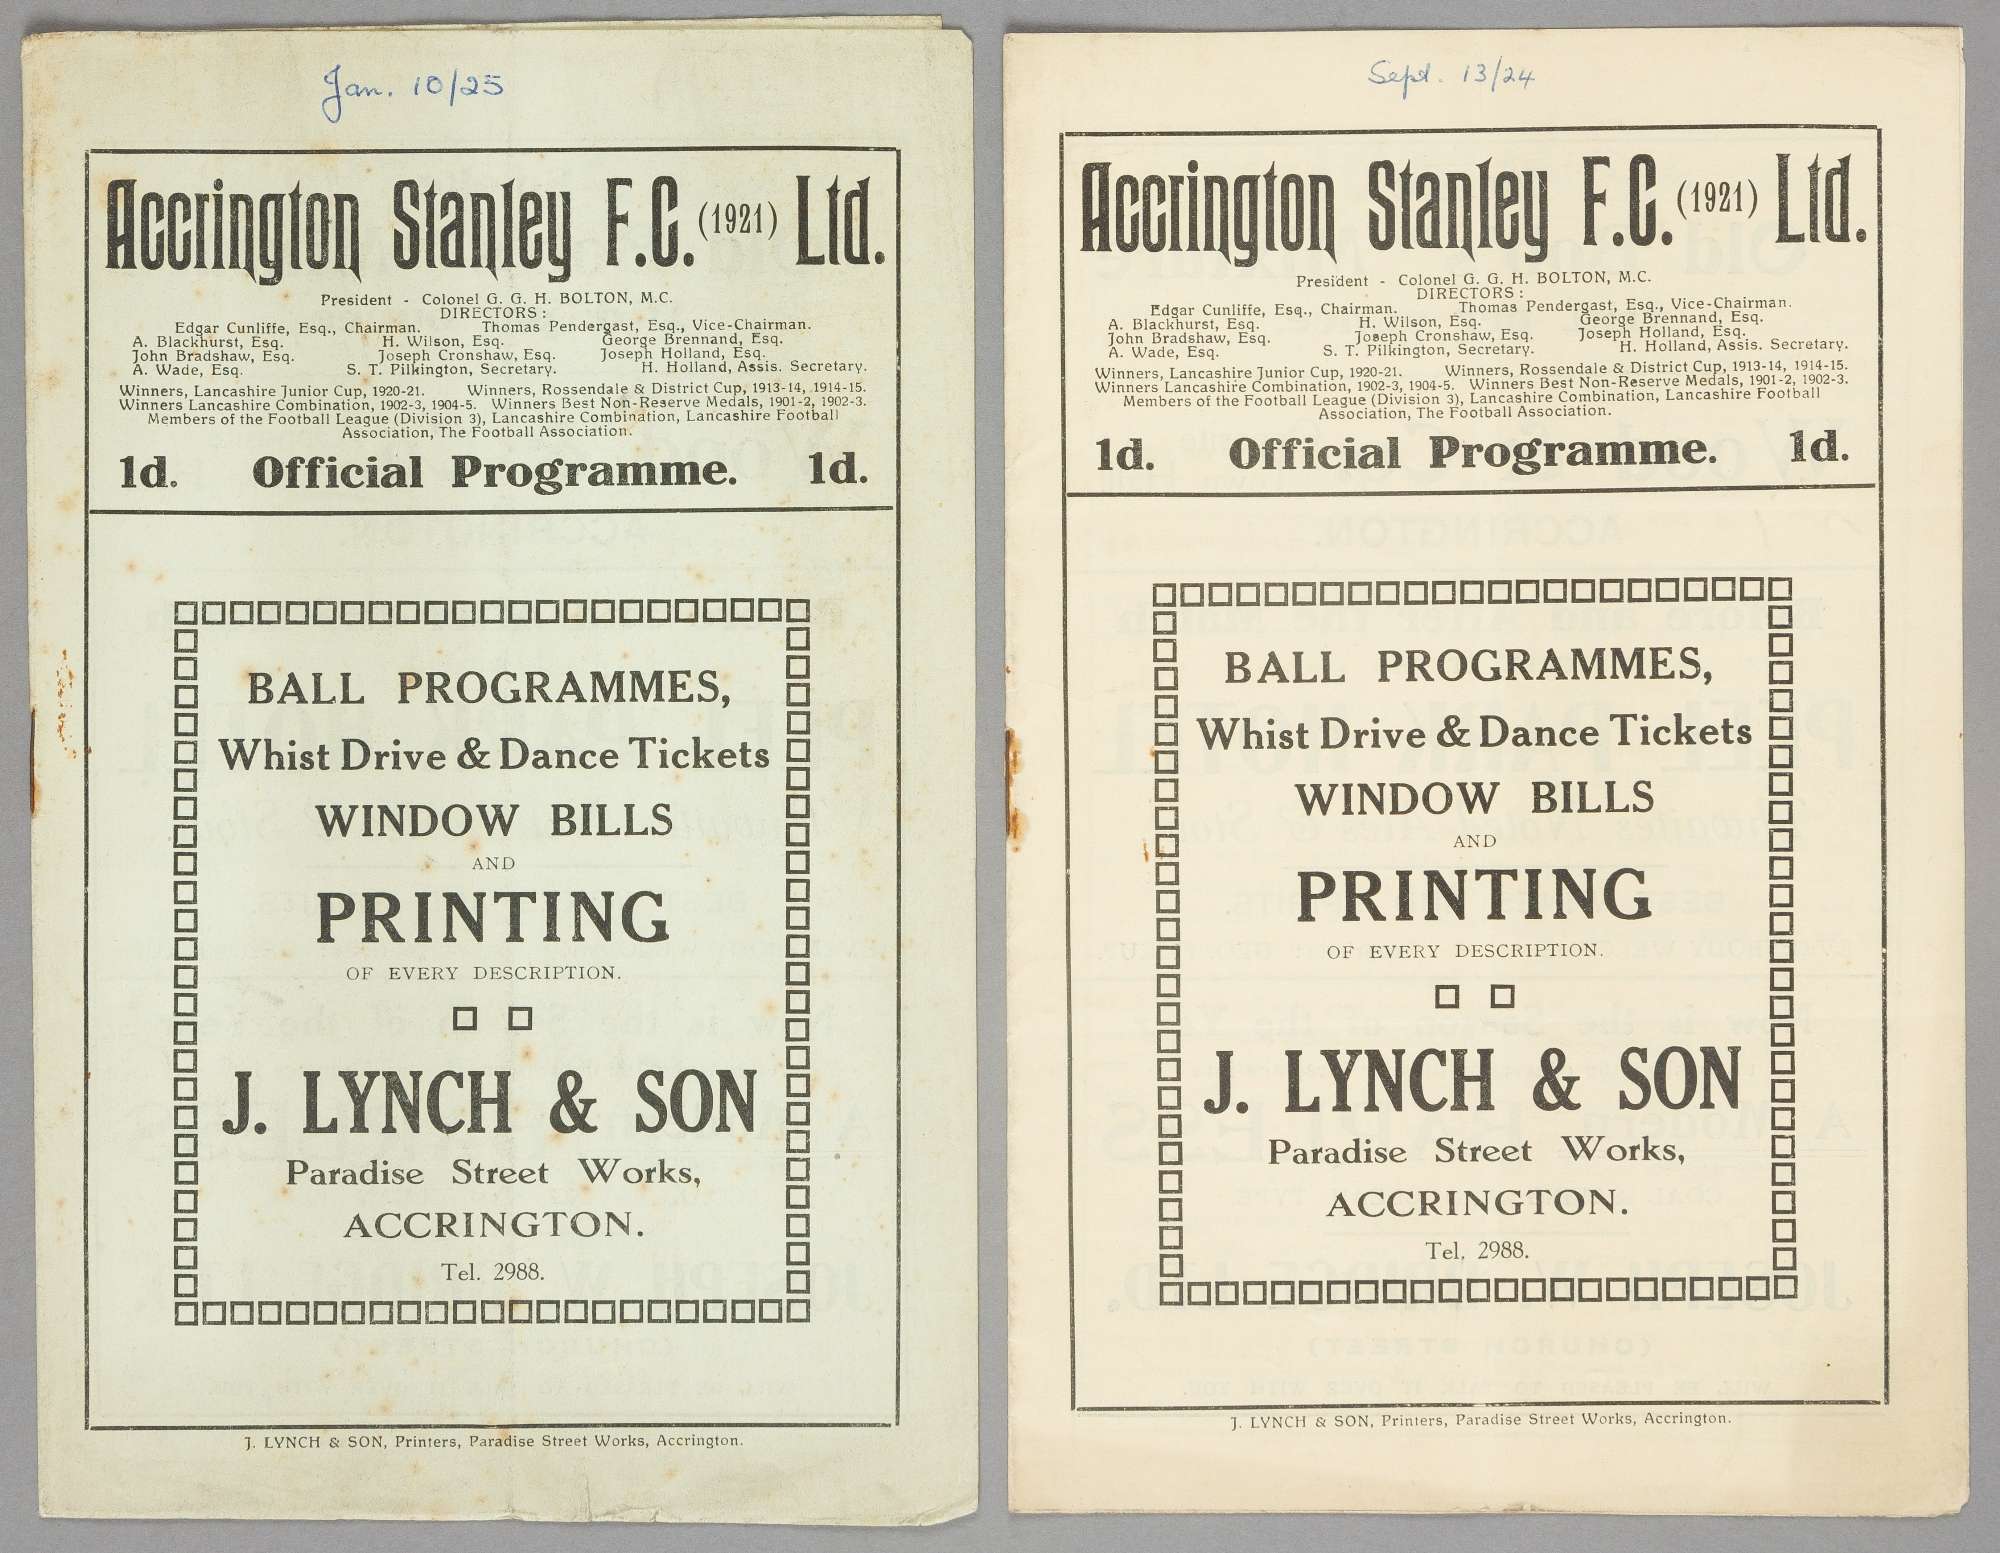 Jan. 10/25
Accrington Stanley F.C. (1921) Ltd.
President - Colonel G. G. H. BOLTON, M.C.
DIRECTORS:
Edgar Cunliffe, Esq., Chairman. Thomas Pendergast, Esq., Vice-Chairman.
A. Blackhurst, Esq. H. Wilson, Esq. George Brennand, Esq.
John Bradshaw, Esq. Joseph Cronshaw, Esq. Joseph Holland, Esq.
A. Wade, Esq. S. T. Pilkington, Secretary. H. Holland, Assis. Secretary.
Winners, Lancashire Junior Cup, 1920-21. Winners, Rossendale & District Cup, 1913-14, 1914-15.
Winners Lancashire Combination, 1902-3, 1904-5. Winners Best Non-Reserve Medals, 1901-2, 1902-3.
Members of the Football League (Division 3), Lancashire Combination, Lancashire Football
Association, The Football Association.
1d. Official Programme. 1d.
BALL PROGRAMMES,
Whist Drive & Dance Tickets
WINDOW BILLS
AND
PRINTING
OF EVERY DESCRIPTION.
J. LYNCH & SON
Paradise Street Works,
ACCRINGTON.
Tel. 2988.
J. LYNCH & SON, Printers, Paradise Street Works, Accrington.
Sept. 13/24
Accrington Stanley F.C. (1921) Ltd.
President - Colonel G. G. H. BOLTON, M.C.
DIRECTORS:
Edgar Cunliffe, Esq., Chairman. Thomas Pendergast, Esq., Vice-Chairman.
A. Blackhurst, Esq. H. Wilson, Esq. George Brennand, Esq.
John Bradshaw, Esq. Joseph Cronshaw, Esq. Joseph Holland, Esq.
A. Wade, Esq. S. T. Pilkington, Secretary. H. Holland, Assis. Secretary.
Winners, Lancashire Junior Cup, 1920-21. Winners, Rossendale & District Cup, 1913-14, 1914-15.
Winners Lancashire Combination, 1902-3, 1904-5. Winners Best Non-Reserve Medals, 1901-2, 1902-3.
Members of the Football League (Division 3), Lancashire Combination, Lancashire Football
Association, The Football Association.
1d. Official Programme. 1d.
BALL PROGRAMMES,
Whist Drive & Dance Tickets
WINDOW BILLS
AND
PRINTING
OF EVERY DESCRIPTION.
J. LYNCH & SON
Paradise Street Works,
ACCRINGTON.
Tel. 2988.
J. LYNCH & SON, Printers, Paradise Street Works, Accrington.